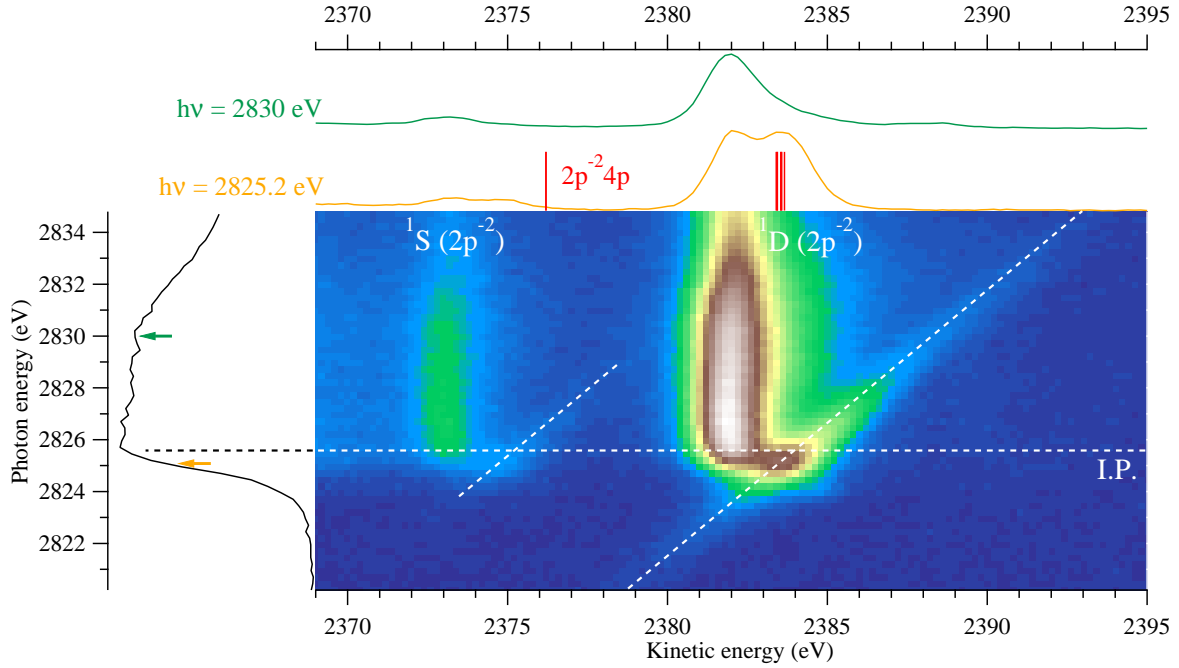 2370 2375 2380 2385 2390 2395
hν = 2830 eV
hν = 2825.2 eV
2p⁻²4p
¹S (2p⁻²)
¹D (2p⁻²)
2834
2832
2830
2828
2826
2824
2822
Photon energy (eV)
I.P.
2370 2375 2380 2385 2390 2395
Kinetic energy (eV)